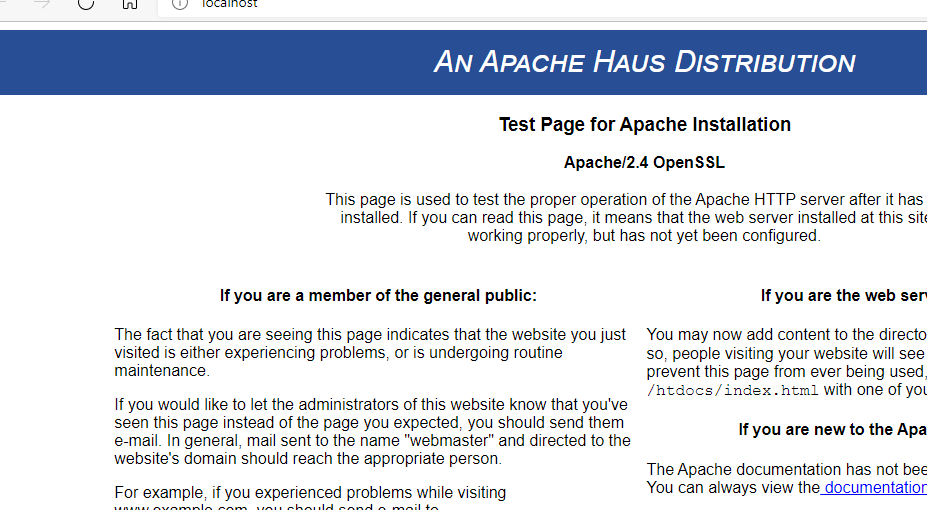 localhost
AN APACHE HAUS DISTRIBUTION
Test Page for Apache Installation
Apache/2.4 OpenSSL
This page is used to test the proper operation of the Apache HTTP server after it has
installed. If you can read this page, it means that the web server installed at this site
working properly, but has not yet been configured.
If you are a member of the general public:
The fact that you are seeing this page indicates that the website you just
visited is either experiencing problems, or is undergoing routine
maintenance.
If you would like to let the administrators of this website know that you've
seen this page instead of the page you expected, you should send them
e-mail. In general, mail sent to the name "webmaster" and directed to the
website's domain should reach the appropriate person.
For example, if you experienced problems while visiting
www.example.com, you should send e-mail to
If you are the web
You may now add content to the
so, people visiting your website will see
prevent this page from ever being used,
/htdocs/index.html with one of
If you are new to the
The Apache documentation has not
You can always view the documentation